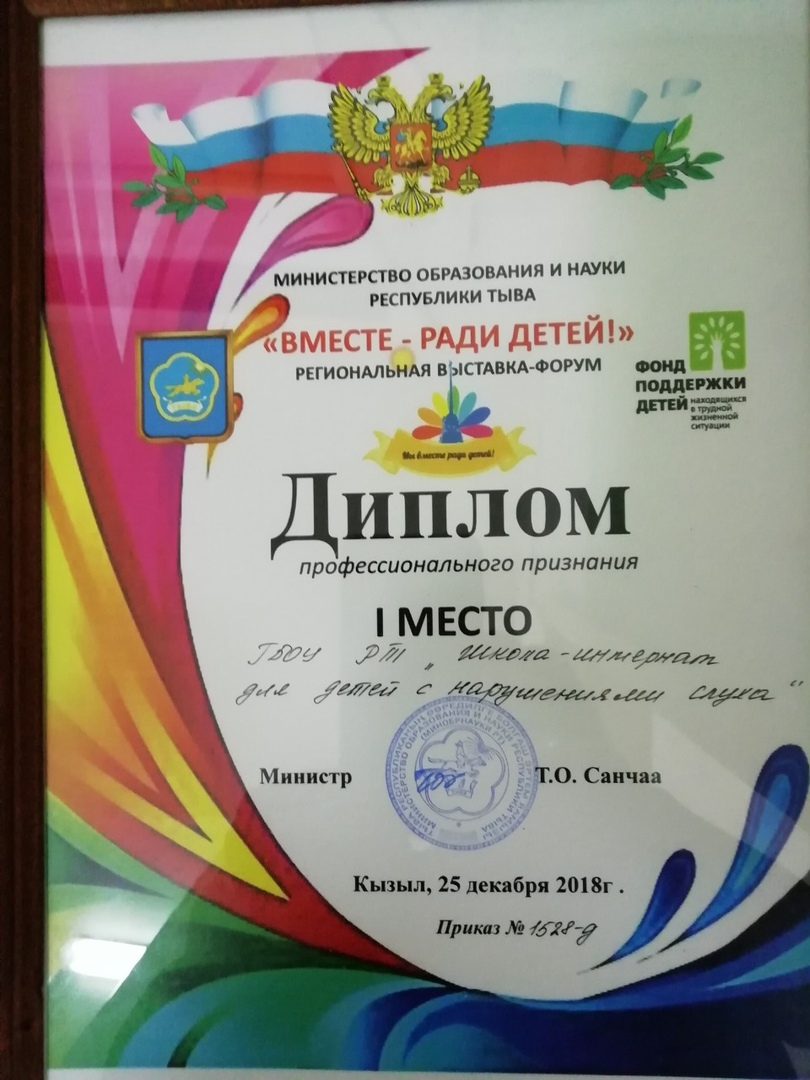 МИНИСТЕРСТВО ОБРАЗОВАНИЯ И НАУКИ
РЕСПУБЛИКИ ТЫВА
«ВМЕСТЕ - РАДИ ДЕТЕЙ!»
РЕГИОНАЛЬНАЯ ВЫСТАВКА-ФОРУМ
ФОНД
ПОДДЕРЖКИ
ДЕТЕЙ
находящихся
в трудной
жизненной
ситуации
Мы вместе ради детей!
Диплом
профессионального признания
I МЕСТО
ГБОУ РТ „Школа-интернат
для детей с нарушениями слуха“
Министр
Т.О. Санчаа
Кызыл, 25 декабря 2018г .
Приказ № 1528-д